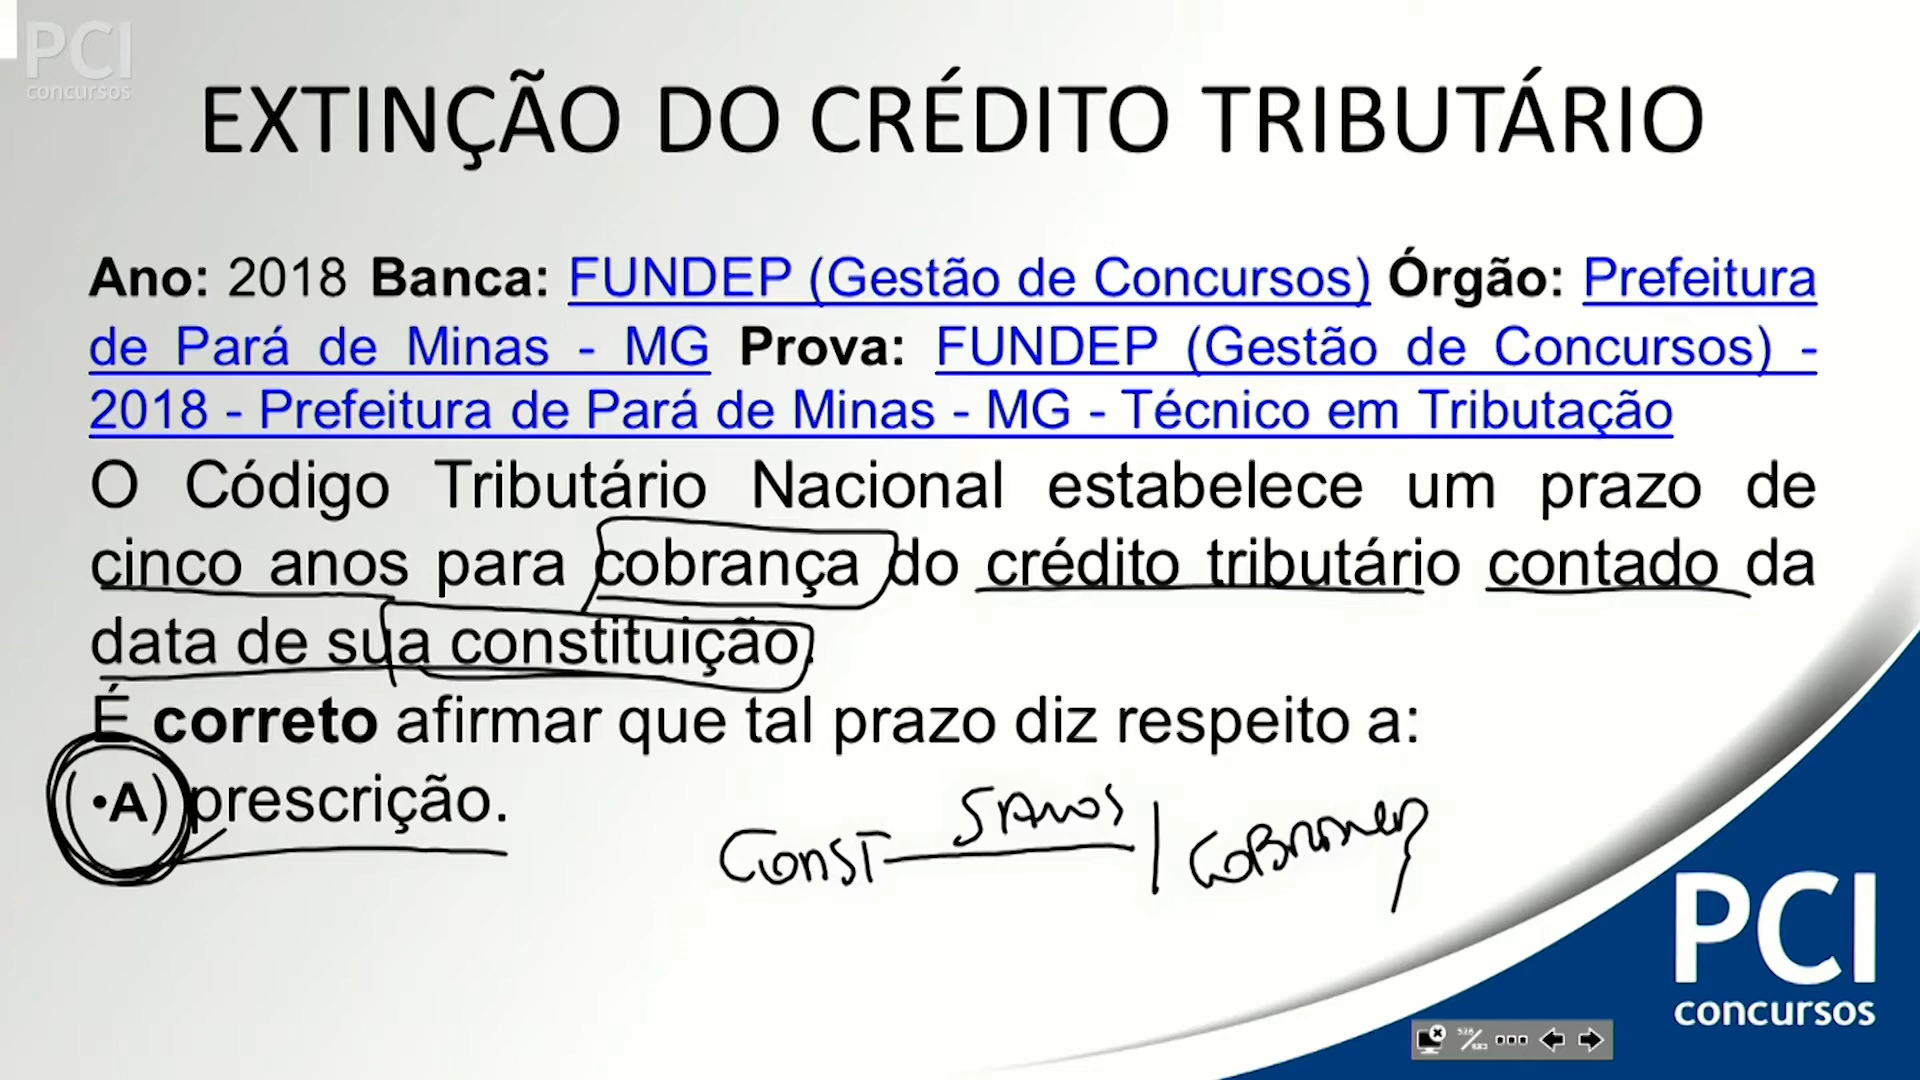 PCI
concursos
EXTINÇÃO DO CRÉDITO TRIBUTÁRIO
Ano: 2018 Banca: FUNDEP (Gestão de Concursos) Órgão: Prefeitura
de Pará de Minas - MG Prova: FUNDEP (Gestão de Concursos) -
2018 - Prefeitura de Pará de Minas - MG - Técnico em Tributação
O Código Tributário Nacional estabelece um prazo de
cinco anos para cobrança do crédito tributário contado da
data de sua constituição.
É correto afirmar que tal prazo diz respeito a:
•A) prescrição.
5 ANOS
CONST
PCI
concursos